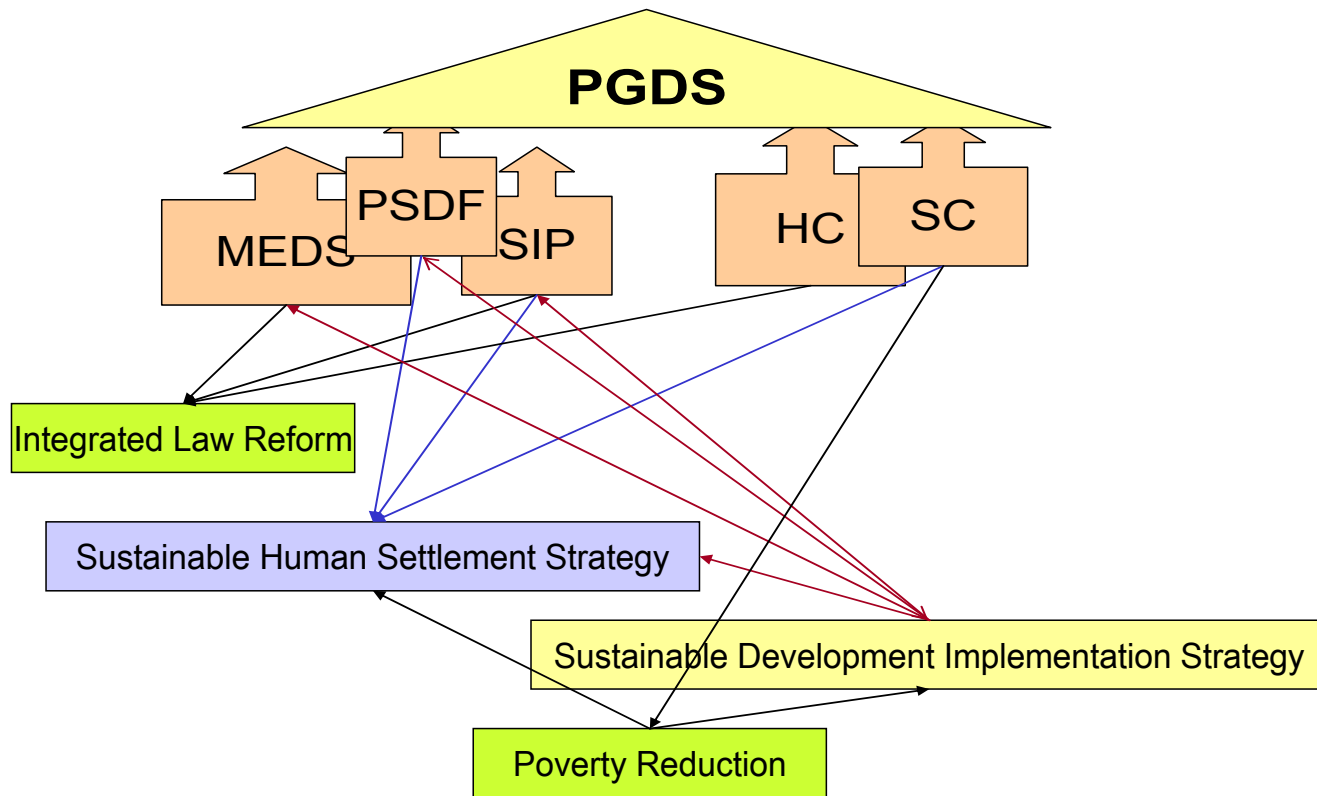 PGDS
MEDS
PSDF
SIP
HC
SC
Integrated Law Reform
Sustainable Human Settlement Strategy
Sustainable Development Implementation Strategy
Poverty Reduction